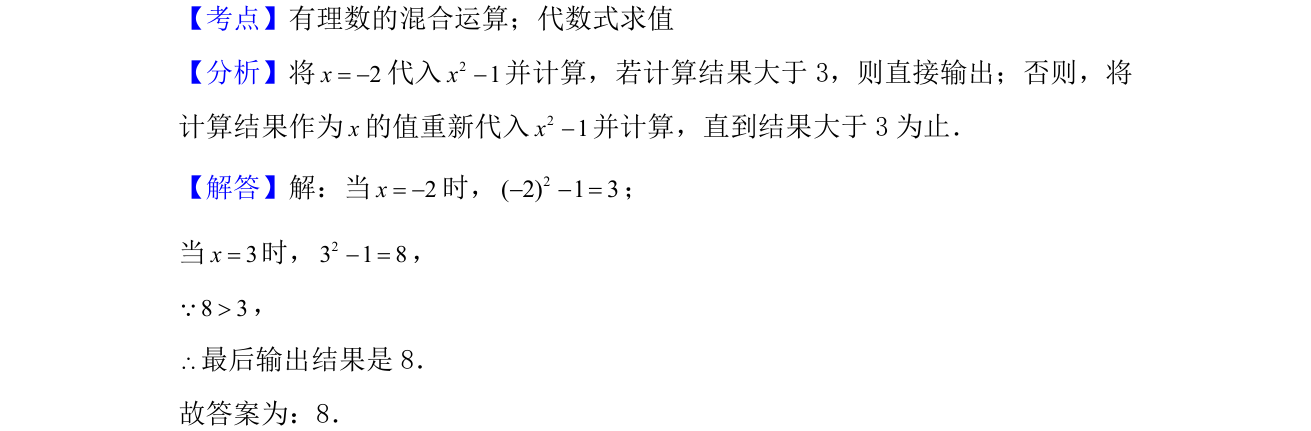 【考点】有理数的混合运算；代数式求值
【分析】将 x = −2 代入 x² −1 并计算，若计算结果大于 3，则直接输出；否则，将
计算结果作为 x 的值重新代入 x² −1 并计算，直到结果大于 3 为止．
【解答】解：当 x = −2 时，(−2)² −1 = 3；
当 x = 3 时，3² −1 = 8，
∵ 8 > 3，
∴最后输出结果是 8．
故答案为：8．